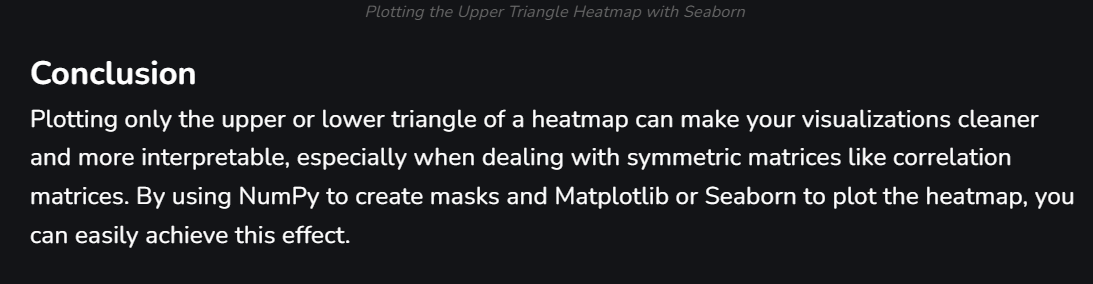 Plotting the Upper Triangle Heatmap with Seaborn
Conclusion
Plotting only the upper or lower triangle of a heatmap can make your visualizations cleaner
and more interpretable, especially when dealing with symmetric matrices like correlation
matrices. By using NumPy to create masks and Matplotlib or Seaborn to plot the heatmap, you
can easily achieve this effect.